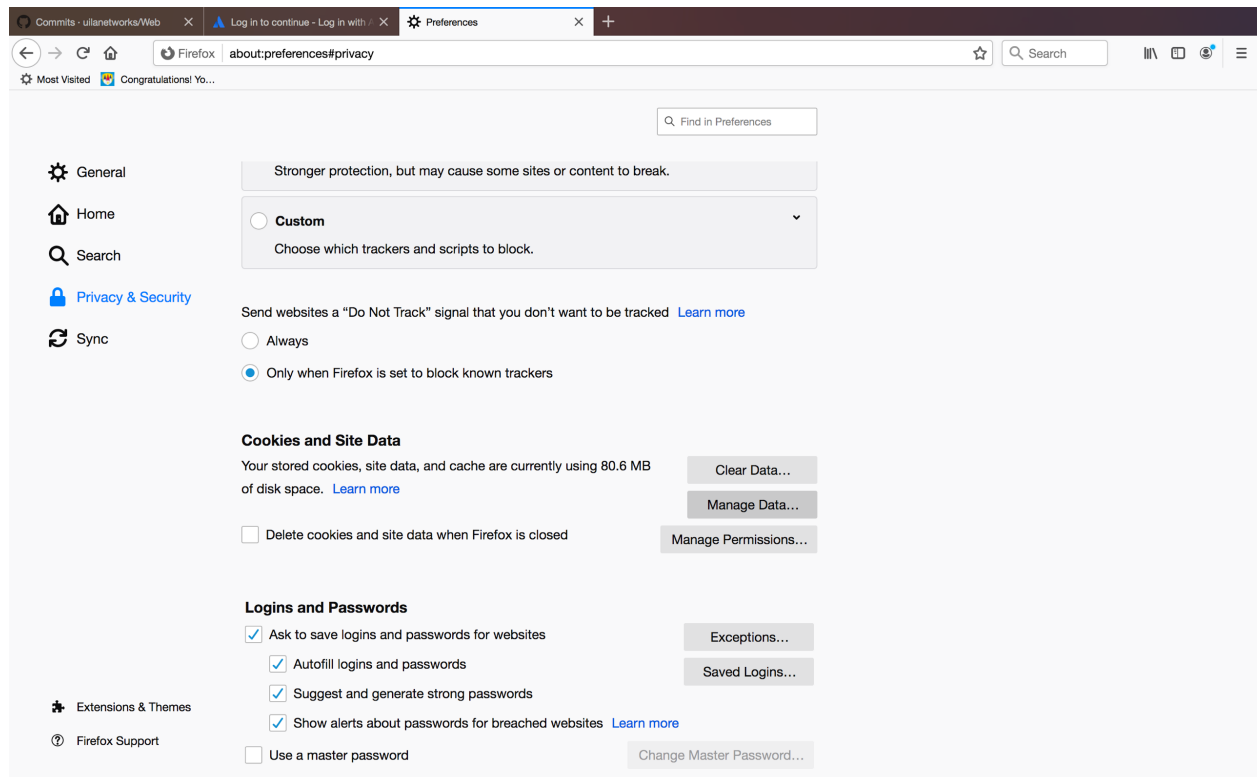 Commits · ullanetworks/Web
Log in to continue - Log in with A
Preferences
Firefox
about:preferences#privacy
Search
Most Visited
Congratulations! Yo...
Find in Preferences
General
Home
Search
Privacy & Security
Sync
Stronger protection, but may cause some sites or content to break.
Custom
Choose which trackers and scripts to block.
Send websites a “Do Not Track” signal that you don’t want to be tracked Learn more
Always
Only when Firefox is set to block known trackers
Cookies and Site Data
Your stored cookies, site data, and cache are currently using 80.6 MB
of disk space. Learn more
Clear Data…
Manage Data…
Delete cookies and site data when Firefox is closed
Manage Permissions…
Logins and Passwords
Ask to save logins and passwords for websites
Exceptions…
Autofill logins and passwords
Saved Logins…
Suggest and generate strong passwords
Show alerts about passwords for breached websites Learn more
Use a master password
Change Master Password…
Extensions & Themes
Firefox Support